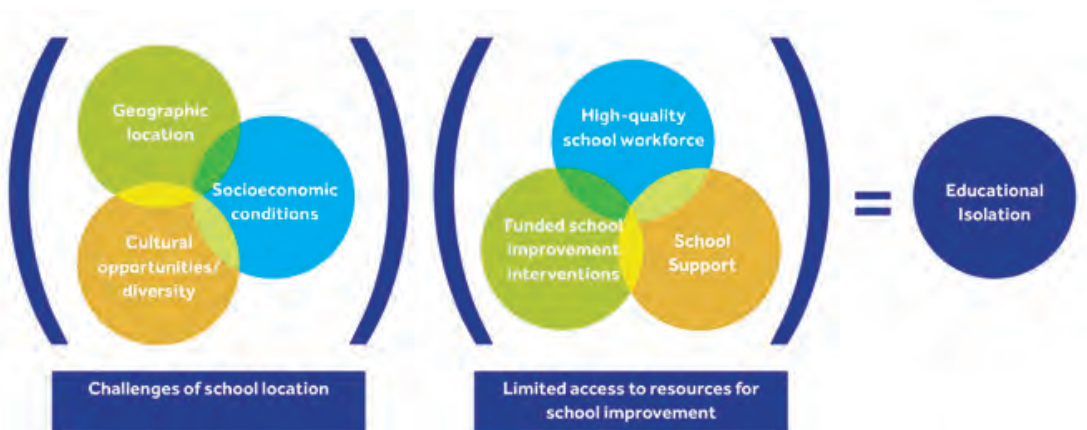 Geographic
location
Socioeconomic
conditions
Cultural
opportunities/
diversity
High-quality
school workforce
Funded school
improvement
interventions
School
Support
=
Educational
Isolation
Challenges of school location
Limited access to resources for
school improvement